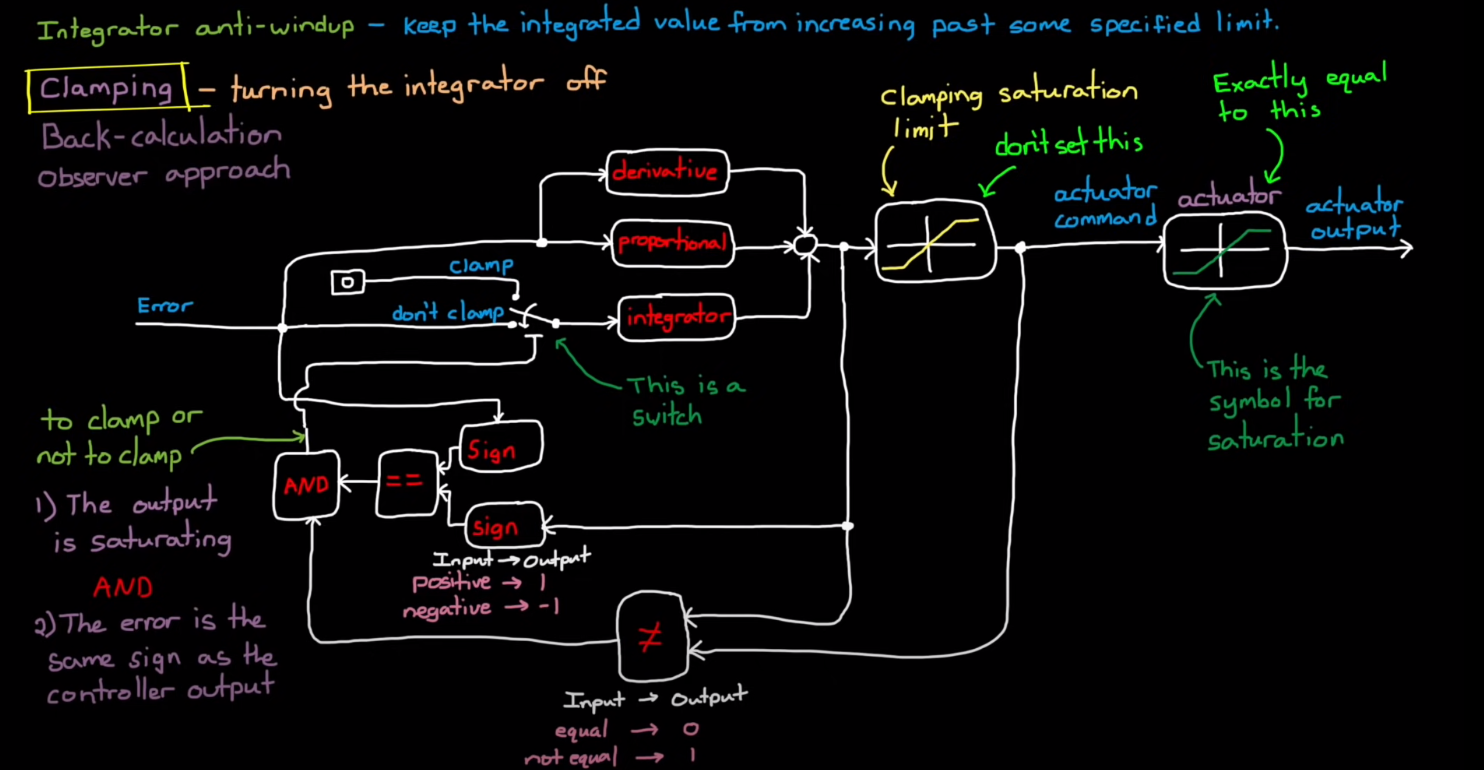 Integrator anti-windup - keep the integrated value from increasing past some specified limit.
Clamping - turning the integrator off
Back-calculation
observer approach
Clamping saturation
limit
don't set this
Exactly equal
to this
derivative
proportional
integrator
clamp
0
don't clamp
Error
actuator
command
actuator
actuator
output
This is a
switch
This is the
symbol for
saturation
to clamp or
not to clamp
Sign
AND
==
sign
Input → Output
positive → 1
negative → -1
1) The output
is saturating
AND
2) The error is the
same sign as the
controller output
≠
Input → Output
equal → 0
not equal → 1